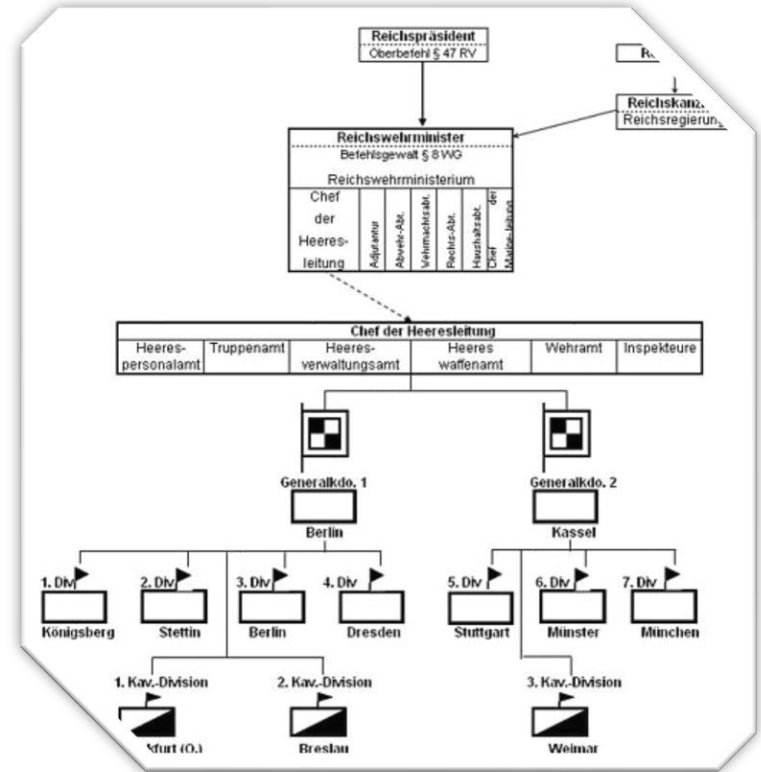 Reichspräsident
Oberbefehl § 47 RV
Reichswehrminister
Befehlsgewalt § 8 WG
Reichswehrministerium
Reichsregierung
Chef
der
Heeres-
leitung
Adjutantur
Abwehr-Abt.
Wehrmachtsabt.
Rechts-Abt.
Haushaltsabt.
Chef der
Marine-leitung
Chef der Heeresleitung
Heeres-
personalamt
Truppenamt
Heeres-
verwaltungsamt
Heeres
waffenamt
Wehramt
Inspekteure
Generalkdo. 1
Berlin
Generalkdo. 2
Kassel
1. Div
Königsberg
2. Div
Stettin
3. Div
Berlin
4. Div
Dresden
5. Div
Stuttgart
6. Div
Münster
7. Div
München
1. Kav.-Division
2. Kav.-Division
Breslau
3. Kav.-Division
Weimar